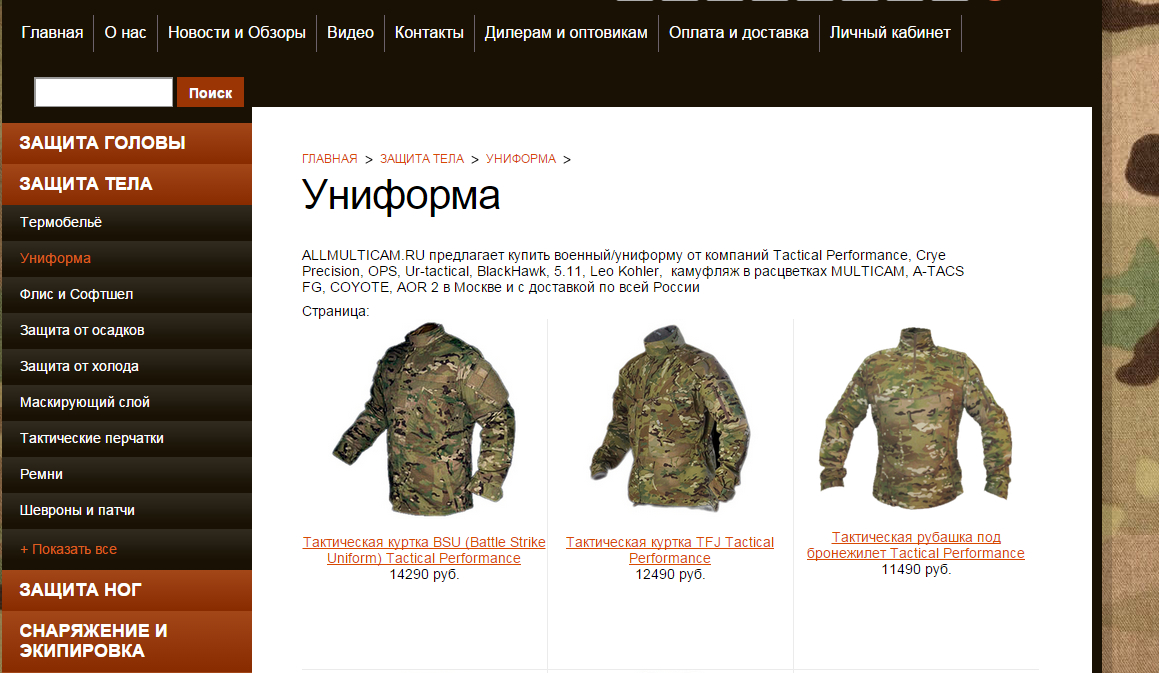 Главная О нас Новости и Обзоры Видео Контакты Дилерам и оптовикам Оплата и доставка Личный кабинет
Поиск
ЗАЩИТА ГОЛОВЫ
ЗАЩИТА ТЕЛА
Термобельё
Униформа
Флис и Софтшел
Защита от осадков
Защита от холода
Маскирующий слой
Тактические перчатки
Ремни
Шевроны и патчи
+ Показать все
ЗАЩИТА НОГ
СНАРЯЖЕНИЕ И
ЭКИПИРОВКА
ГЛАВНАЯ > ЗАЩИТА ТЕЛА > УНИФОРМА >
Униформа
ALLMULTICAM.RU предлагает купить военный/униформу от компаний Tactical Performance, Crye
Precision, OPS, Ur-tactical, BlackHawk, 5.11, Leo Kohler, камуфляж в расцветках MULTICAM, A-TACS
FG, COYOTE, AOR 2 в Москве и с доставкой по всей России
Страница:
Тактическая куртка BSU (Battle Strike
Uniform) Tactical Performance
14290 руб.
Тактическая куртка TFJ Tactical
Performance
12490 руб.
Тактическая рубашка под
бронежилет Tactical Performance
11490 руб.